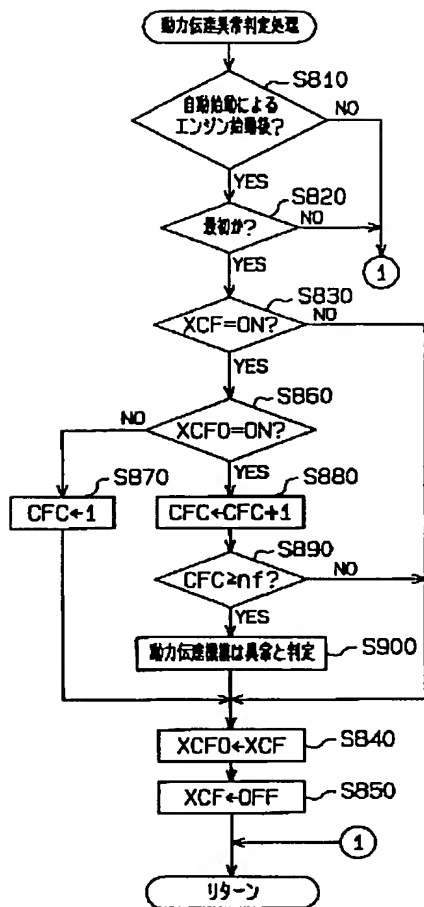 動力伝達異常判定処理
S810
自動始動による
エンジン始動後?
NO
YES
S820
最初か?
NO
YES
1
S830
XCF=ON?
NO
YES
S860
XCFO=ON?
NO
YES
S870
CFC←1
S880
CFC←CFC+1
S890
CFC≥nf?
NO
YES
動力伝達機構は異常と判定
S900
XCFO←XCF
S840
XCF←OFF
S850
1
リターン